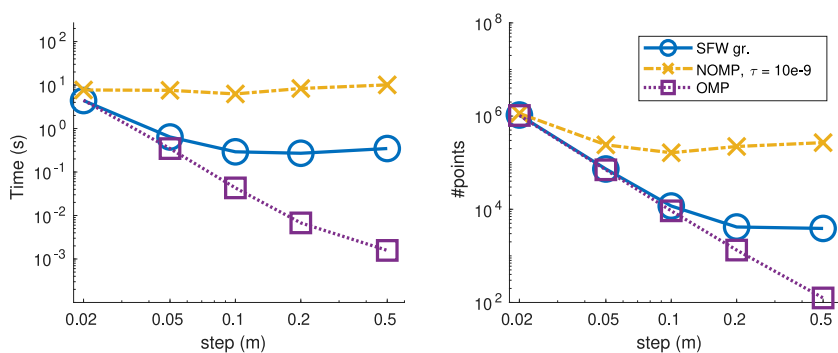 Time (s)
10^2
10^1
10^0
10^-1
10^-2
10^-3
0.02 0.05 0.1 0.2 0.5
step (m)
#points
10^8
10^6
10^4
10^2
0.02 0.05 0.1 0.2 0.5
step (m)
SFW gr.
NOMP, τ = 10e-9
OMP